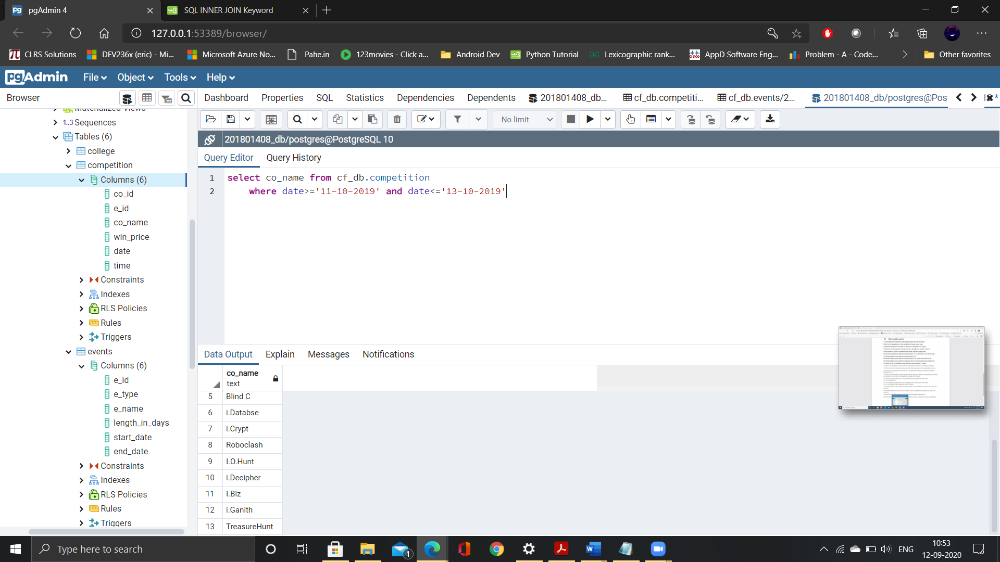 pgAdmin 4
SQL INNER JOIN Keyword
127.0.0.1:53389/browser/
CLRS Solutions
DEV236x (eric) - Mi...
Microsoft Azure No...
Pahe.in
123movies - Click a...
Android Dev
Python Tutorial
Lexicographic rank...
AppD Software Eng...
Problem - A - Code...
Other favorites
pgAdmin
File
Object
Tools
Help
Browser
Dashboard
Properties
SQL
Statistics
Dependencies
Dependents
201801408_db...
cf_db.competiti...
cf_db.events/2...
201801408_db/postgres@Pos
Materialized Views
1..3 Sequences
Tables (6)
college
competition
Columns (6)
co_id
e_id
co_name
win_price
date
time
Constraints
Indexes
RLS Policies
Rules
Triggers
events
Columns (6)
e_id
e_type
e_name
length_in_days
start_date
end_date
Constraints
Indexes
RLS Policies
Rules
Triggers
No limit
201801408_db/postgres@PostgreSQL 10
Query Editor
Query History
1 select co_name from cf_db.competition
2 where date>='11-10-2019' and date<='13-10-2019'
Data Output
Explain
Messages
Notifications
co_name
text
5 Blind C
6 i.Databse
7 i.Crypt
8 Roboclash
9 I.O.Hunt
10 i.Decipher
11 I.Biz
12 i.Ganith
13 TreasureHunt
Type here to search
1
ENG
10:53
12-09-2020